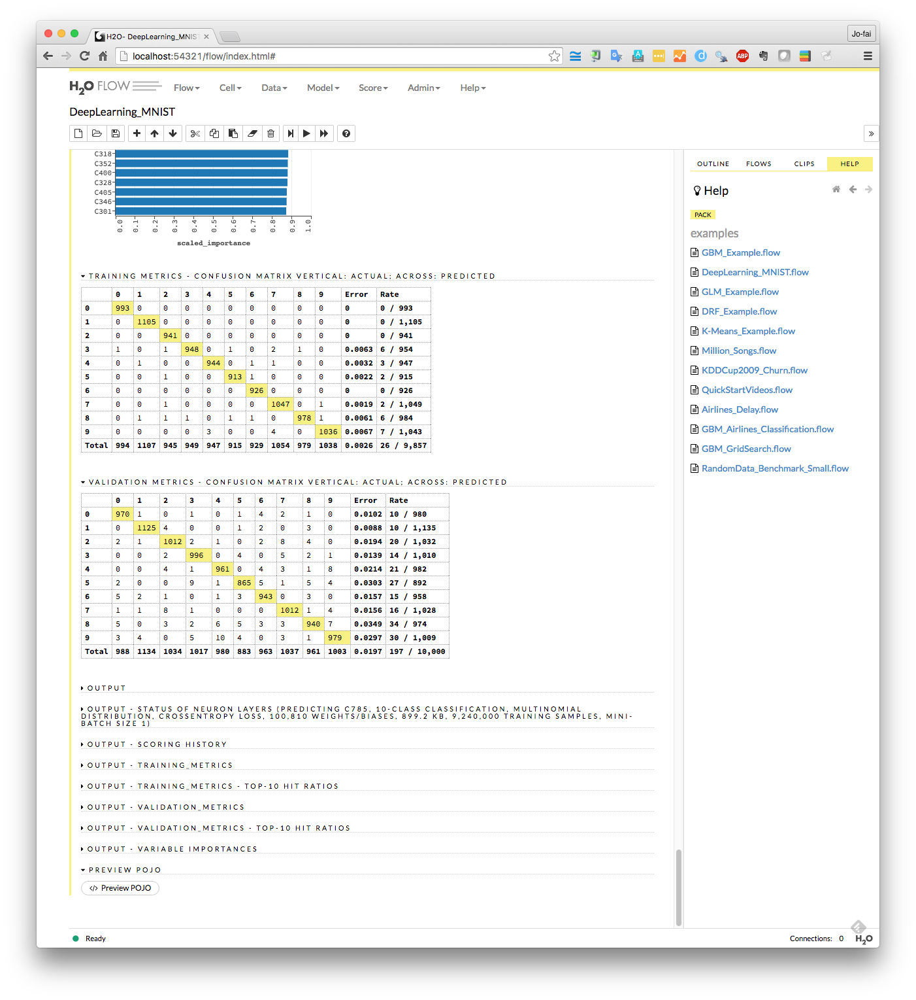 H2O- DeepLearning_MNIST
Jo-fai
localhost:54321/flow/index.html#
ABP
H2O FLOW
Flow Cell Data Model Score Admin Help
DeepLearning_MNIST
C318
C352
C400
C328
C405
C346
C301
0.0 0.1 0.2 0.3 0.4 0.5 0.6 0.7 0.8 0.9 1.0
scaled_importance
TRAINING METRICS - CONFUSION MATRIX VERTICAL: ACTUAL; ACROSS: PREDICTED
0 1 2 3 4 5 6 7 8 9 Error Rate
0 993 0 0 0 0 0 0 0 0 0 0 0 / 993
1 0 1105 0 0 0 0 0 0 0 0 0 0 / 1,105
2 0 0 941 0 0 0 0 0 0 0 0 0 / 941
3 1 0 1 948 0 1 0 2 1 0 0.0063 6 / 954
4 0 1 0 0 944 0 1 1 0 0 0.0032 3 / 947
5 0 0 1 0 0 913 1 0 0 0 0.0022 2 / 915
6 0 0 0 0 0 0 926 0 0 0 0 0 / 926
7 0 0 1 0 0 0 0 1047 0 1 0.0019 2 / 1,049
8 0 1 1 1 0 1 1 0 978 1 0.0061 6 / 984
9 0 0 0 0 3 0 0 4 0 1036 0.0067 7 / 1,043
Total 994 1107 945 949 947 915 929 1054 979 1038 0.0026 26 / 9,857
VALIDATION METRICS - CONFUSION MATRIX VERTICAL: ACTUAL; ACROSS: PREDICTED
0 1 2 3 4 5 6 7 8 9 Error Rate
0 970 1 0 1 0 1 4 2 1 0 0.0102 10 / 980
1 0 1125 4 0 0 1 2 0 3 0 0.0088 10 / 1,135
2 2 1 1012 2 1 0 2 8 4 0 0.0194 20 / 1,032
3 0 0 2 996 0 4 0 5 2 1 0.0139 14 / 1,010
4 0 0 4 1 961 0 4 3 1 8 0.0214 21 / 982
5 2 0 0 9 1 865 5 1 5 4 0.0303 27 / 892
6 5 2 1 0 1 3 943 0 3 0 0.0157 15 / 958
7 1 1 8 1 0 0 0 1012 1 4 0.0156 16 / 1,028
8 5 0 3 2 6 5 3 3 940 7 0.0349 34 / 974
9 3 4 0 5 10 4 0 3 1 979 0.0297 30 / 1,009
Total 988 1134 1034 1017 980 883 963 1037 961 1003 0.0197 197 / 10,000
OUTPUT
OUTPUT - STATUS OF NEURON LAYERS (PREDICTING C785, 10-CLASS CLASSIFICATION, MULTINOMIAL
DISTRIBUTION, CROSSENTROPY LOSS, 100,810 WEIGHTS/BIASES, 899.2 KB, 9,240,000 TRAINING SAMPLES, MINI-
BATCH SIZE 1)
OUTPUT - SCORING HISTORY
OUTPUT - TRAINING_METRICS
OUTPUT - TRAINING_METRICS - TOP-10 HIT RATIOS
OUTPUT - VALIDATION_METRICS
OUTPUT - VALIDATION_METRICS - TOP-10 HIT RATIOS
OUTPUT - VARIABLE IMPORTANCES
PREVIEW POJO
Preview POJO
OUTLINE FLOWS CLIPS HELP
Help
PACK
examples
GBM_Example.flow
DeepLearning_MNIST.flow
GLM_Example.flow
DRF_Example.flow
K-Means_Example.flow
Million_Songs.flow
KDDCup2009_Churn.flow
QuickStartVideos.flow
Airlines_Delay.flow
GBM_Airlines_Classification.flow
GBM_GridSearch.flow
RandomData_Benchmark_Small.flow
Ready
Connections: 0 H2O